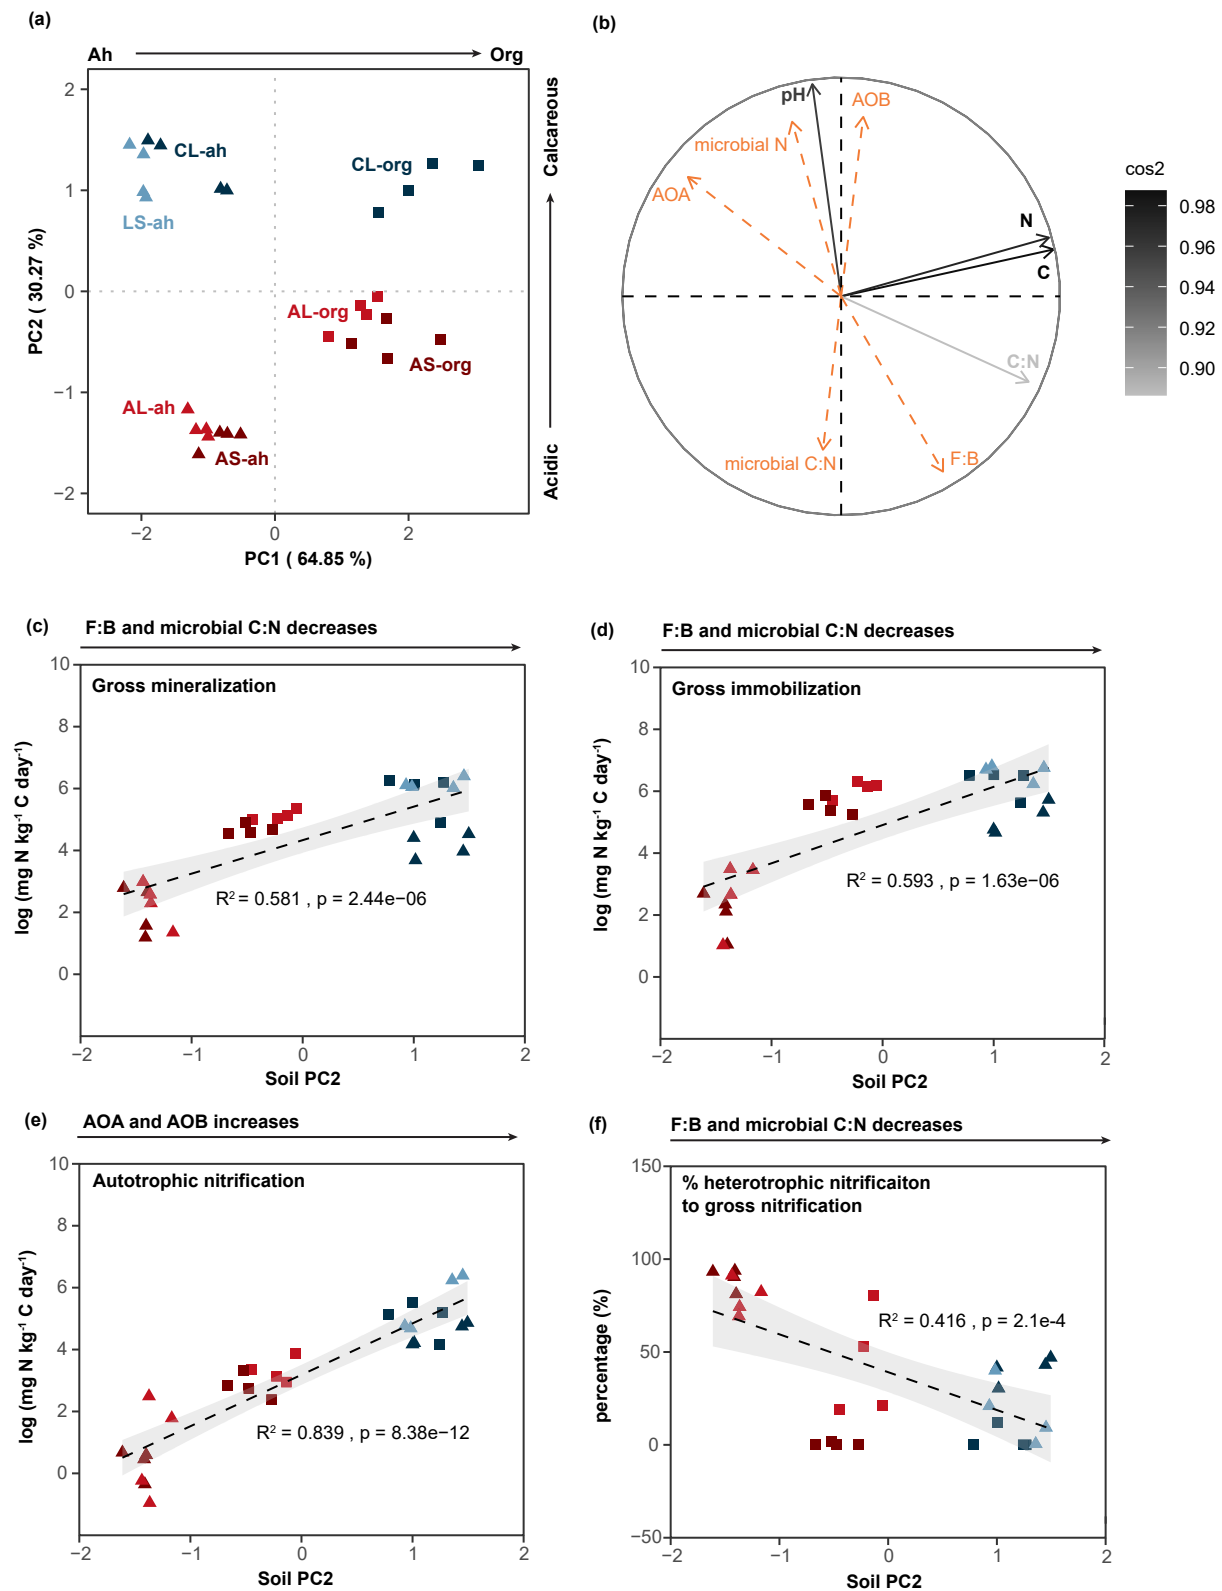 (a)
Ah
Org
2
1
0
−1
−2
PC2 ( 30.27 %)
CL-ah
LS-ah
CL-org
AL-org
AS-org
AL-ah
AS-ah
Calcareous
Acidic
−2
0
2
PC1 ( 64.85 %)
(b)
pH
AOB
microbial N
AOA
N
C
C:N
F:B
microbial C:N
cos2
0.98
0.96
0.94
0.92
0.90
(c)
F:B and microbial C:N decreases
10
8
6
4
2
0
log (mg N kg⁻¹ C day⁻¹)
Gross mineralization
R² = 0.581 , p = 2.44e−06
−2
−1
0
1
2
Soil PC2
(d)
F:B and microbial C:N decreases
10
8
6
4
2
0
log (mg N kg⁻¹ C day⁻¹)
Gross immobilization
R² = 0.593 , p = 1.63e−06
−2
−1
0
1
2
Soil PC2
(e)
AOA and AOB increases
10
8
6
4
2
0
log (mg N kg⁻¹ C day⁻¹)
Autotrophic nitrification
R² = 0.839 , p = 8.38e−12
−2
−1
0
1
2
Soil PC2
(f)
F:B and microbial C:N decreases
150
100
50
0
−50
percentage (%)
% heterotrophic nitrificaiton
to gross nitrification
R² = 0.416 , p = 2.1e-4
−2
−1
0
1
2
Soil PC2